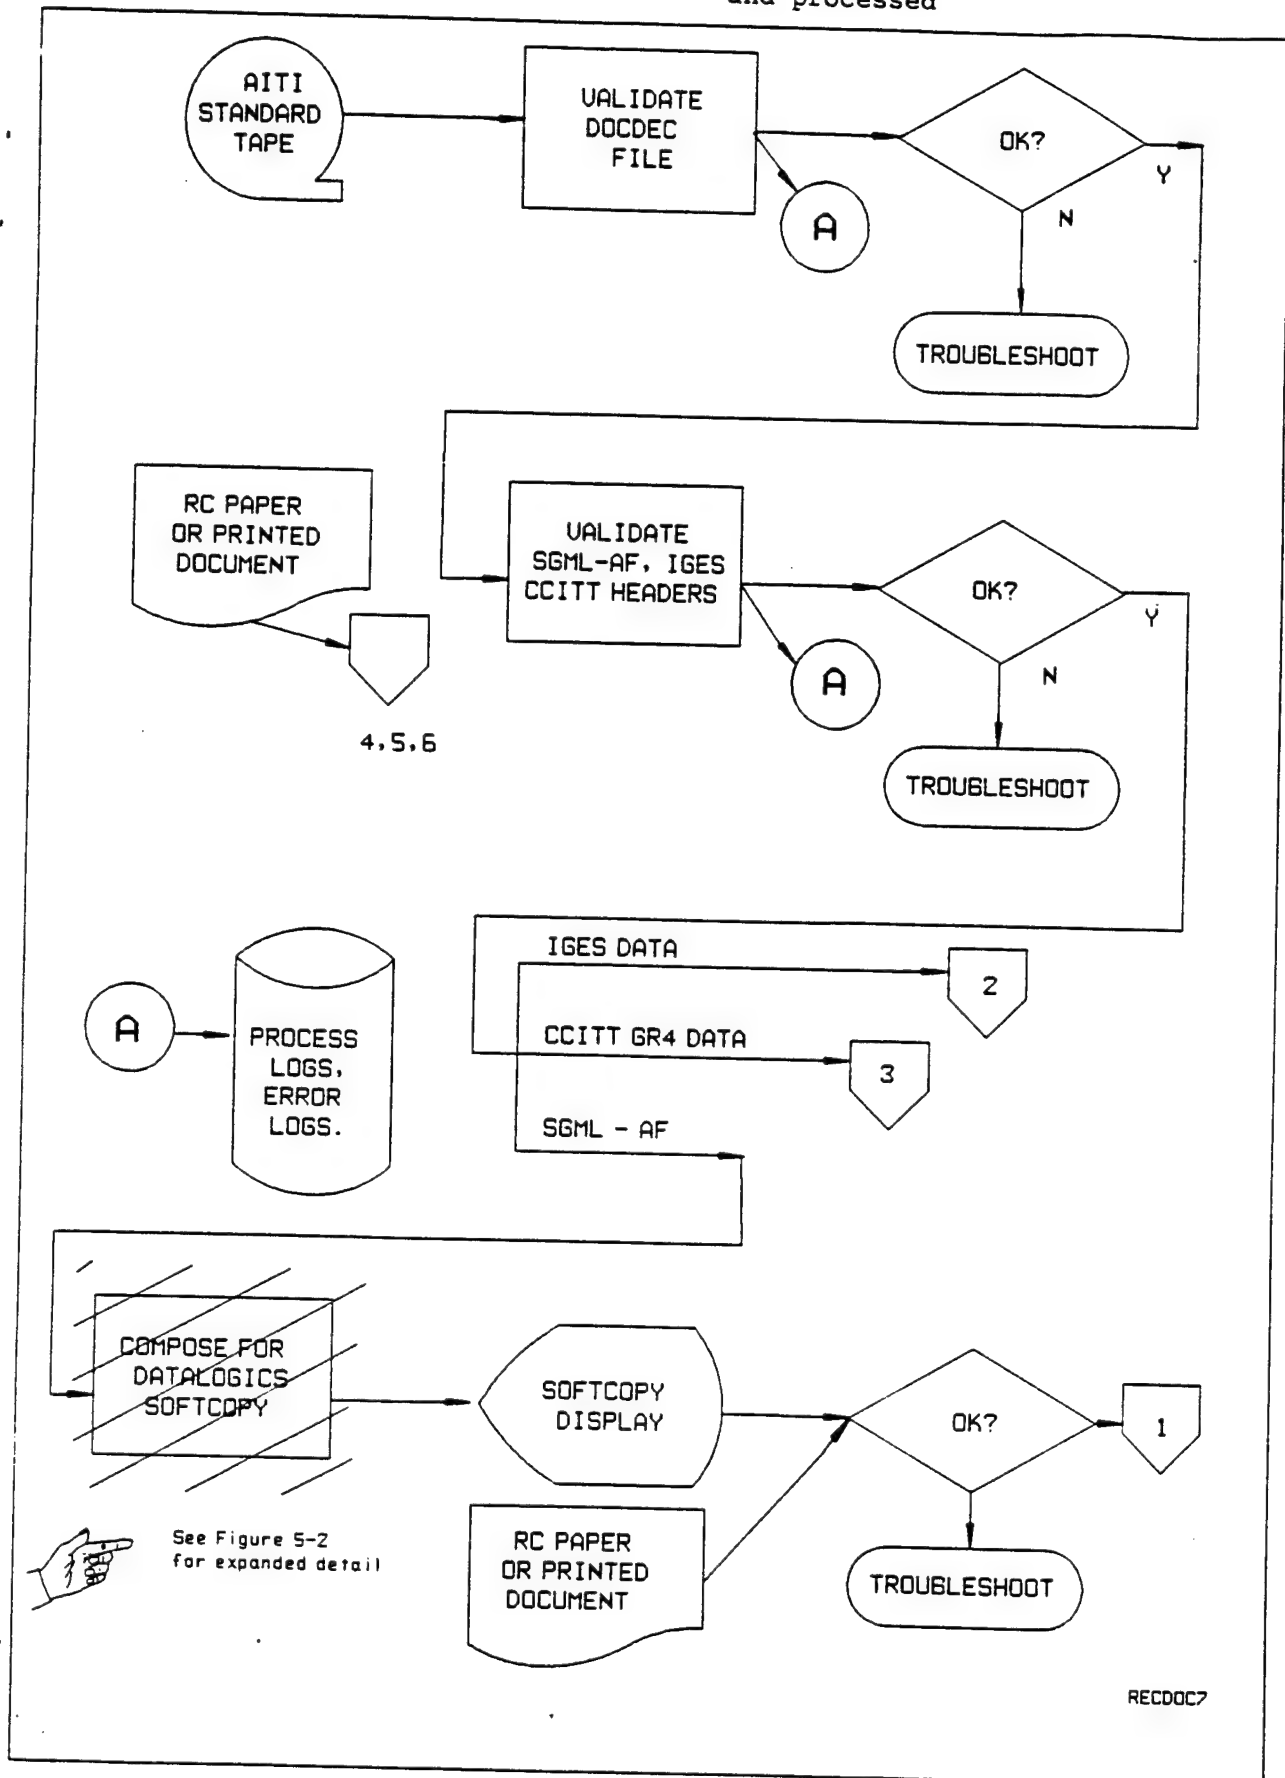 and processed
AITI
STANDARD
TAPE
VALIDATE
DOCDEC
FILE
OK?
Y
A
N
TROUBLESHOOT
RC PAPER
OR PRINTED
DOCUMENT
VALIDATE
SGML-AF, IGES
CCITT HEADERS
OK?
Y
A
N
4,5,6
TROUBLESHOOT
IGES DATA
2
A
PROCESS
LOGS,
ERROR
LOGS.
CCITT GR4 DATA
3
SGML - AF
COMPOSE FOR
DATALOGICS
SOFTCOPY
SOFTCOPY
DISPLAY
OK?
1
See Figure 5-2
for expanded detail
RC PAPER
OR PRINTED
DOCUMENT
TROUBLESHOOT
RECDOC7